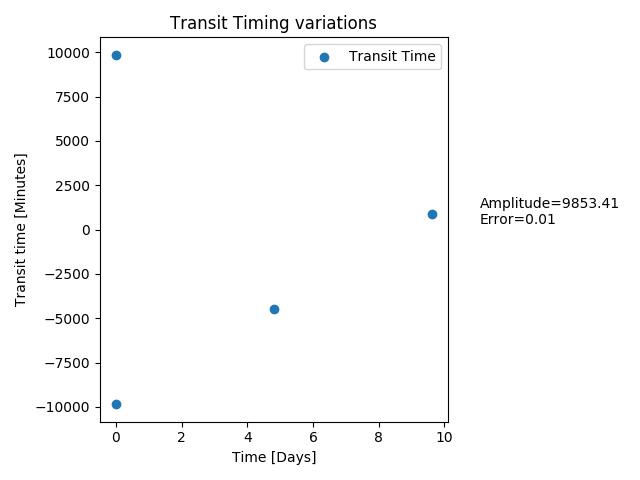 Transit Timing variations
Transit Time
Transit time [Minutes]
10000
7500
5000
2500
0
−2500
−5000
−7500
−10000
0 2 4 6 8 10
Time [Days]
Amplitude=9853.41
Error=0.01